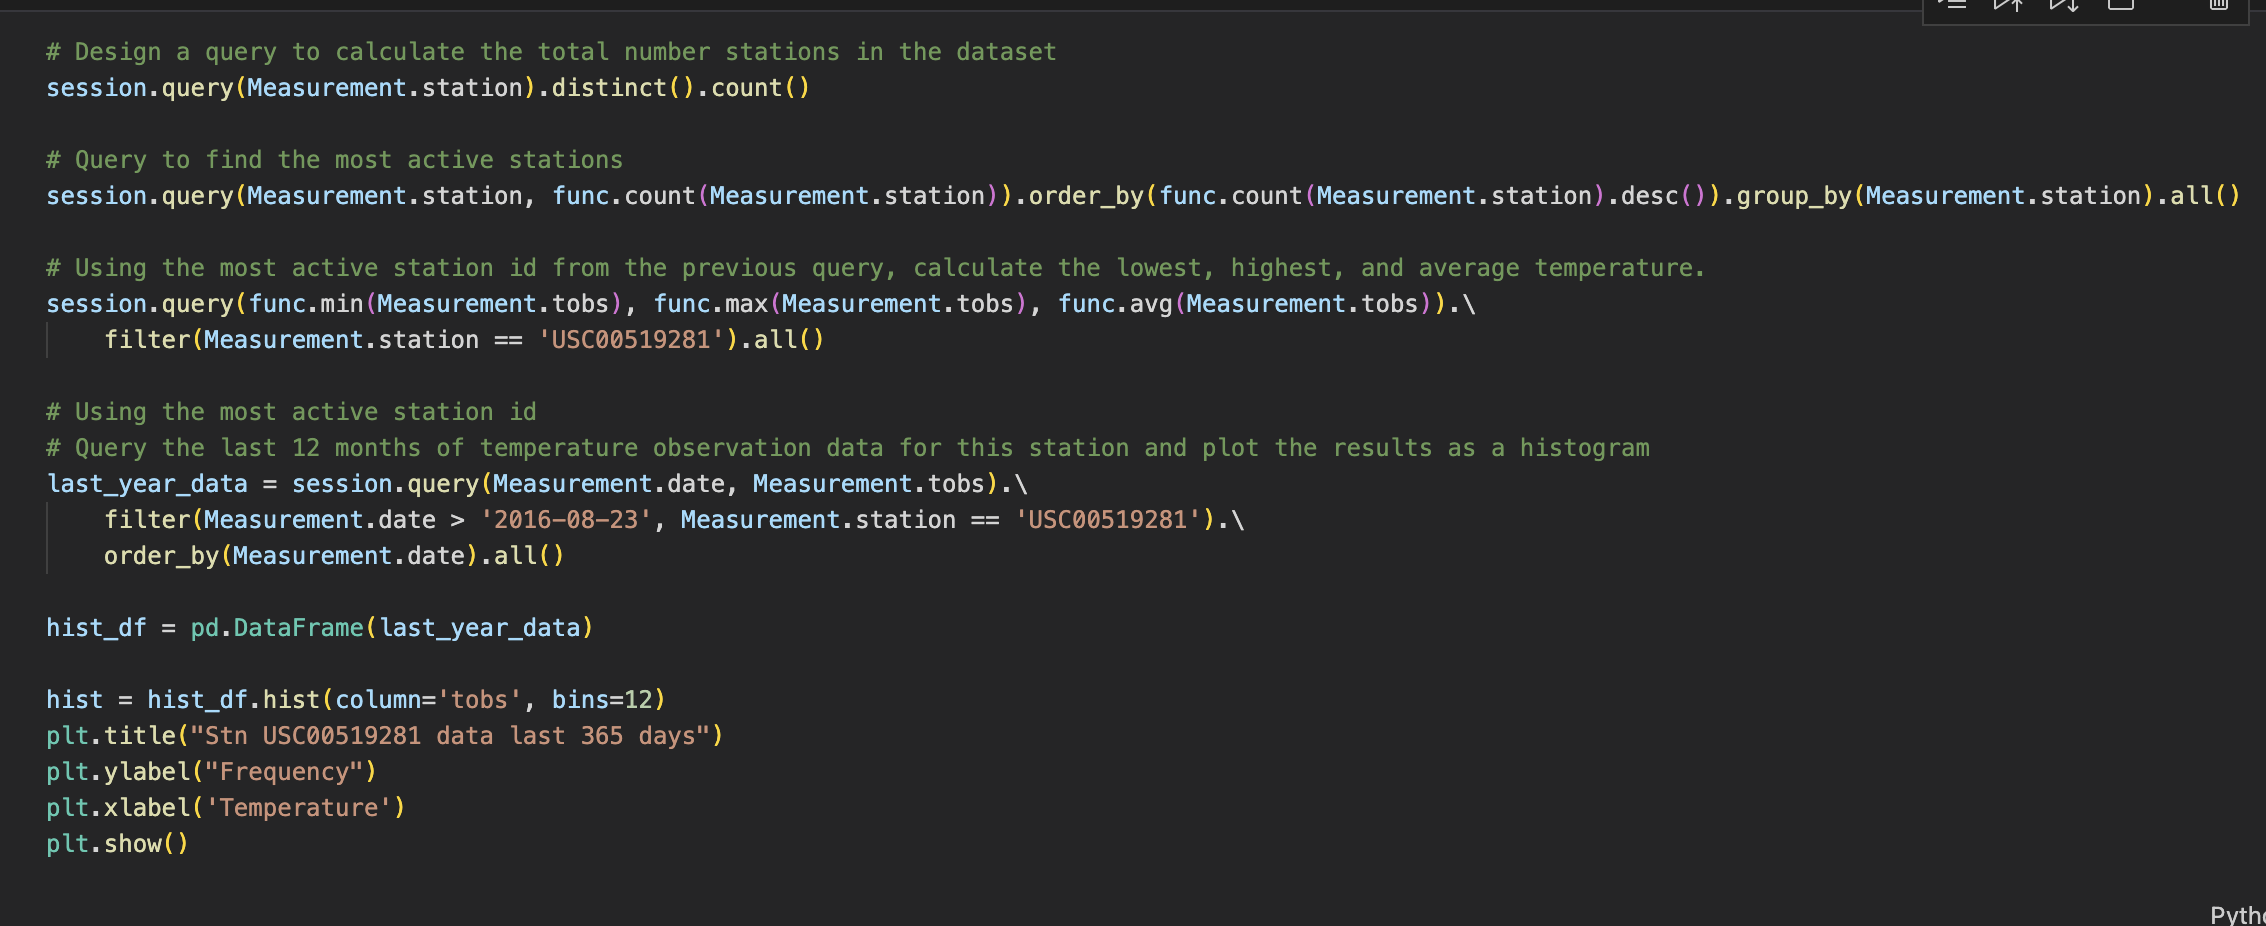 # Design a query to calculate the total number stations in the dataset
session.query(Measurement.station).distinct().count()
# Query to find the most active stations
session.query(Measurement.station, func.count(Measurement.station)).order_by(func.count(Measurement.station).desc()).group_by(Measurement.station).all()
# Using the most active station id from the previous query, calculate the lowest, highest, and average temperature.
session.query(func.min(Measurement.tobs), func.max(Measurement.tobs), func.avg(Measurement.tobs)).\
    filter(Measurement.station == 'USC00519281').all()
# Using the most active station id
# Query the last 12 months of temperature observation data for this station and plot the results as a histogram
last_year_data = session.query(Measurement.date, Measurement.tobs).\
    filter(Measurement.date > '2016-08-23', Measurement.station == 'USC00519281').\
    order_by(Measurement.date).all()
hist_df = pd.DataFrame(last_year_data)
hist = hist_df.hist(column='tobs', bins=12)
plt.title("Stn USC00519281 data last 365 days")
plt.ylabel("Frequency")
plt.xlabel('Temperature')
plt.show()